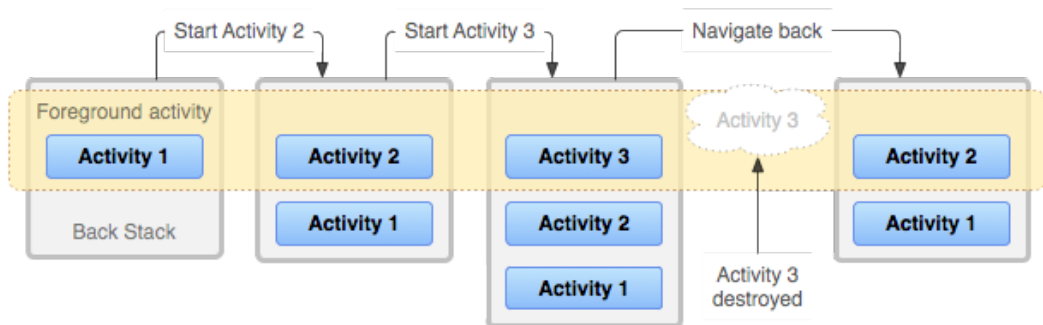 Start Activity 2
Start Activity 3
Navigate back
Foreground activity
Activity 1
Back Stack
Activity 2
Activity 1
Activity 3
Activity 2
Activity 1
Activity 3
Activity 3
destroyed
Activity 2
Activity 1